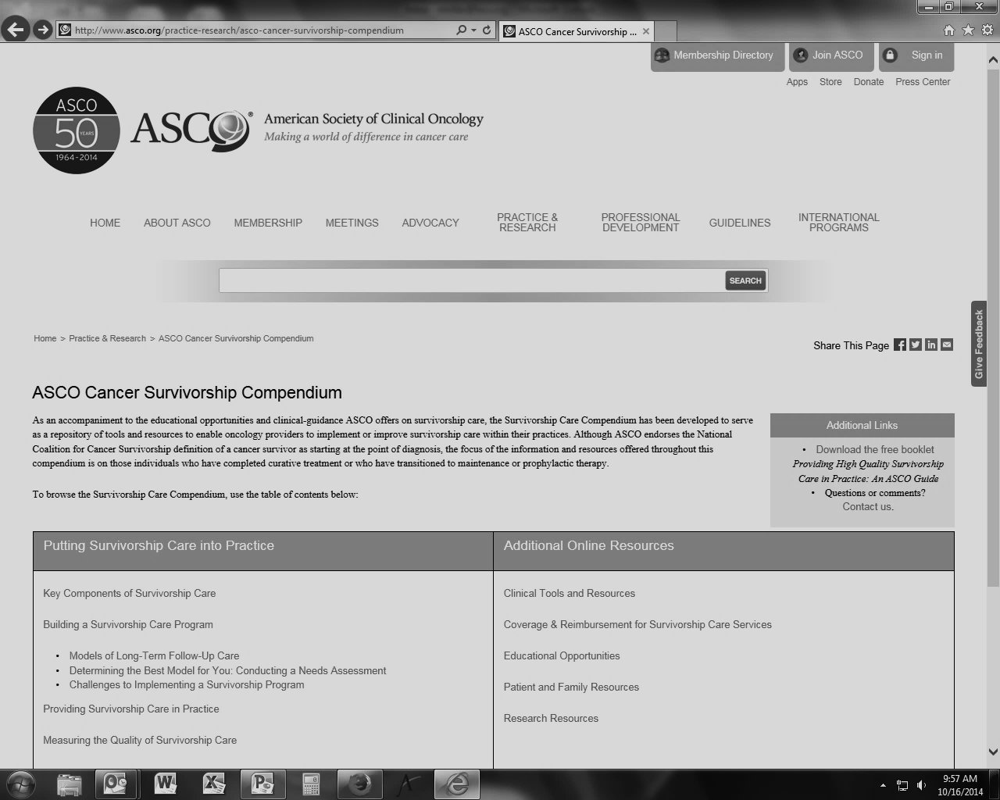 http://www.asco.org/practice-research/asco-cancer-survivorship-compendium
ASCO Cancer Survivorship ...
Membership Directory
Join ASCO
Sign in
Apps Store Donate Press Center
ASCO
50
YEARS
1964-2014
ASCO®
American Society of Clinical Oncology
Making a world of difference in cancer care
HOME
ABOUT ASCO
MEMBERSHIP
MEETINGS
ADVOCACY
PRACTICE &
RESEARCH
PROFESSIONAL
DEVELOPMENT
GUIDELINES
INTERNATIONAL
PROGRAMS
SEARCH
Give Feedback
Home > Practice & Research > ASCO Cancer Survivorship Compendium
Share This Page
ASCO Cancer Survivorship Compendium
As an accompaniment to the educational opportunities and clinical-guidance ASCO offers on survivorship care, the Survivorship Care Compendium has been developed to serve
as a repository of tools and resources to enable oncology providers to implement or improve survivorship care within their practices. Although ASCO endorses the National
Coalition for Cancer Survivorship definition of a cancer survivor as starting at the point of diagnosis, the focus of the information and resources offered throughout this
compendium is on those individuals who have completed curative treatment or who have transitioned to maintenance or prophylactic therapy.
To browse the Survivorship Care Compendium, use the table of contents below:
Additional Links
• Download the free booklet
Providing High Quality Survivorship
Care in Practice: An ASCO Guide
• Questions or comments?
Contact us.
Putting Survivorship Care into Practice
Key Components of Survivorship Care
Building a Survivorship Care Program
• Models of Long-Term Follow-Up Care
• Determining the Best Model for You: Conducting a Needs Assessment
• Challenges to Implementing a Survivorship Program
Providing Survivorship Care in Practice
Measuring the Quality of Survivorship Care
Additional Online Resources
Clinical Tools and Resources
Coverage & Reimbursement for Survivorship Care Services
Educational Opportunities
Patient and Family Resources
Research Resources
9:57 AM
10/16/2014